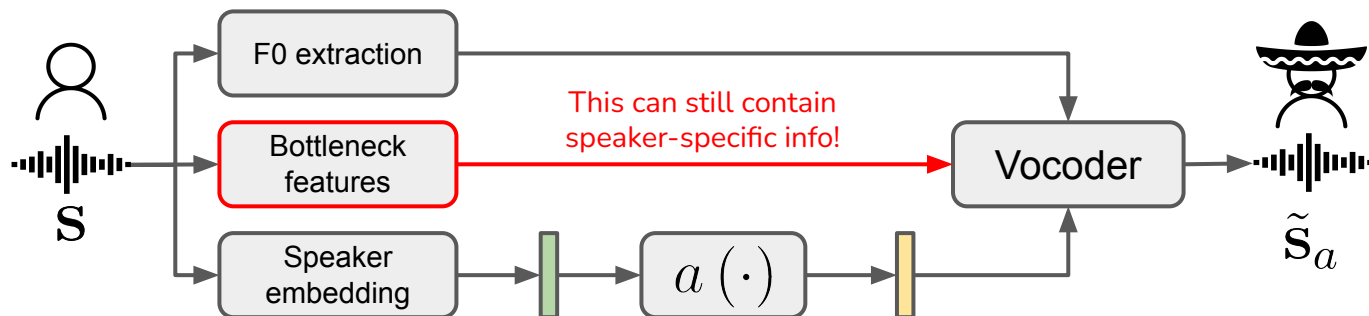 F0 extraction
This can still contain
speaker-specific info!
Bottleneck
features
Vocoder
s
s̃ₐ
Speaker
embedding
a (·)